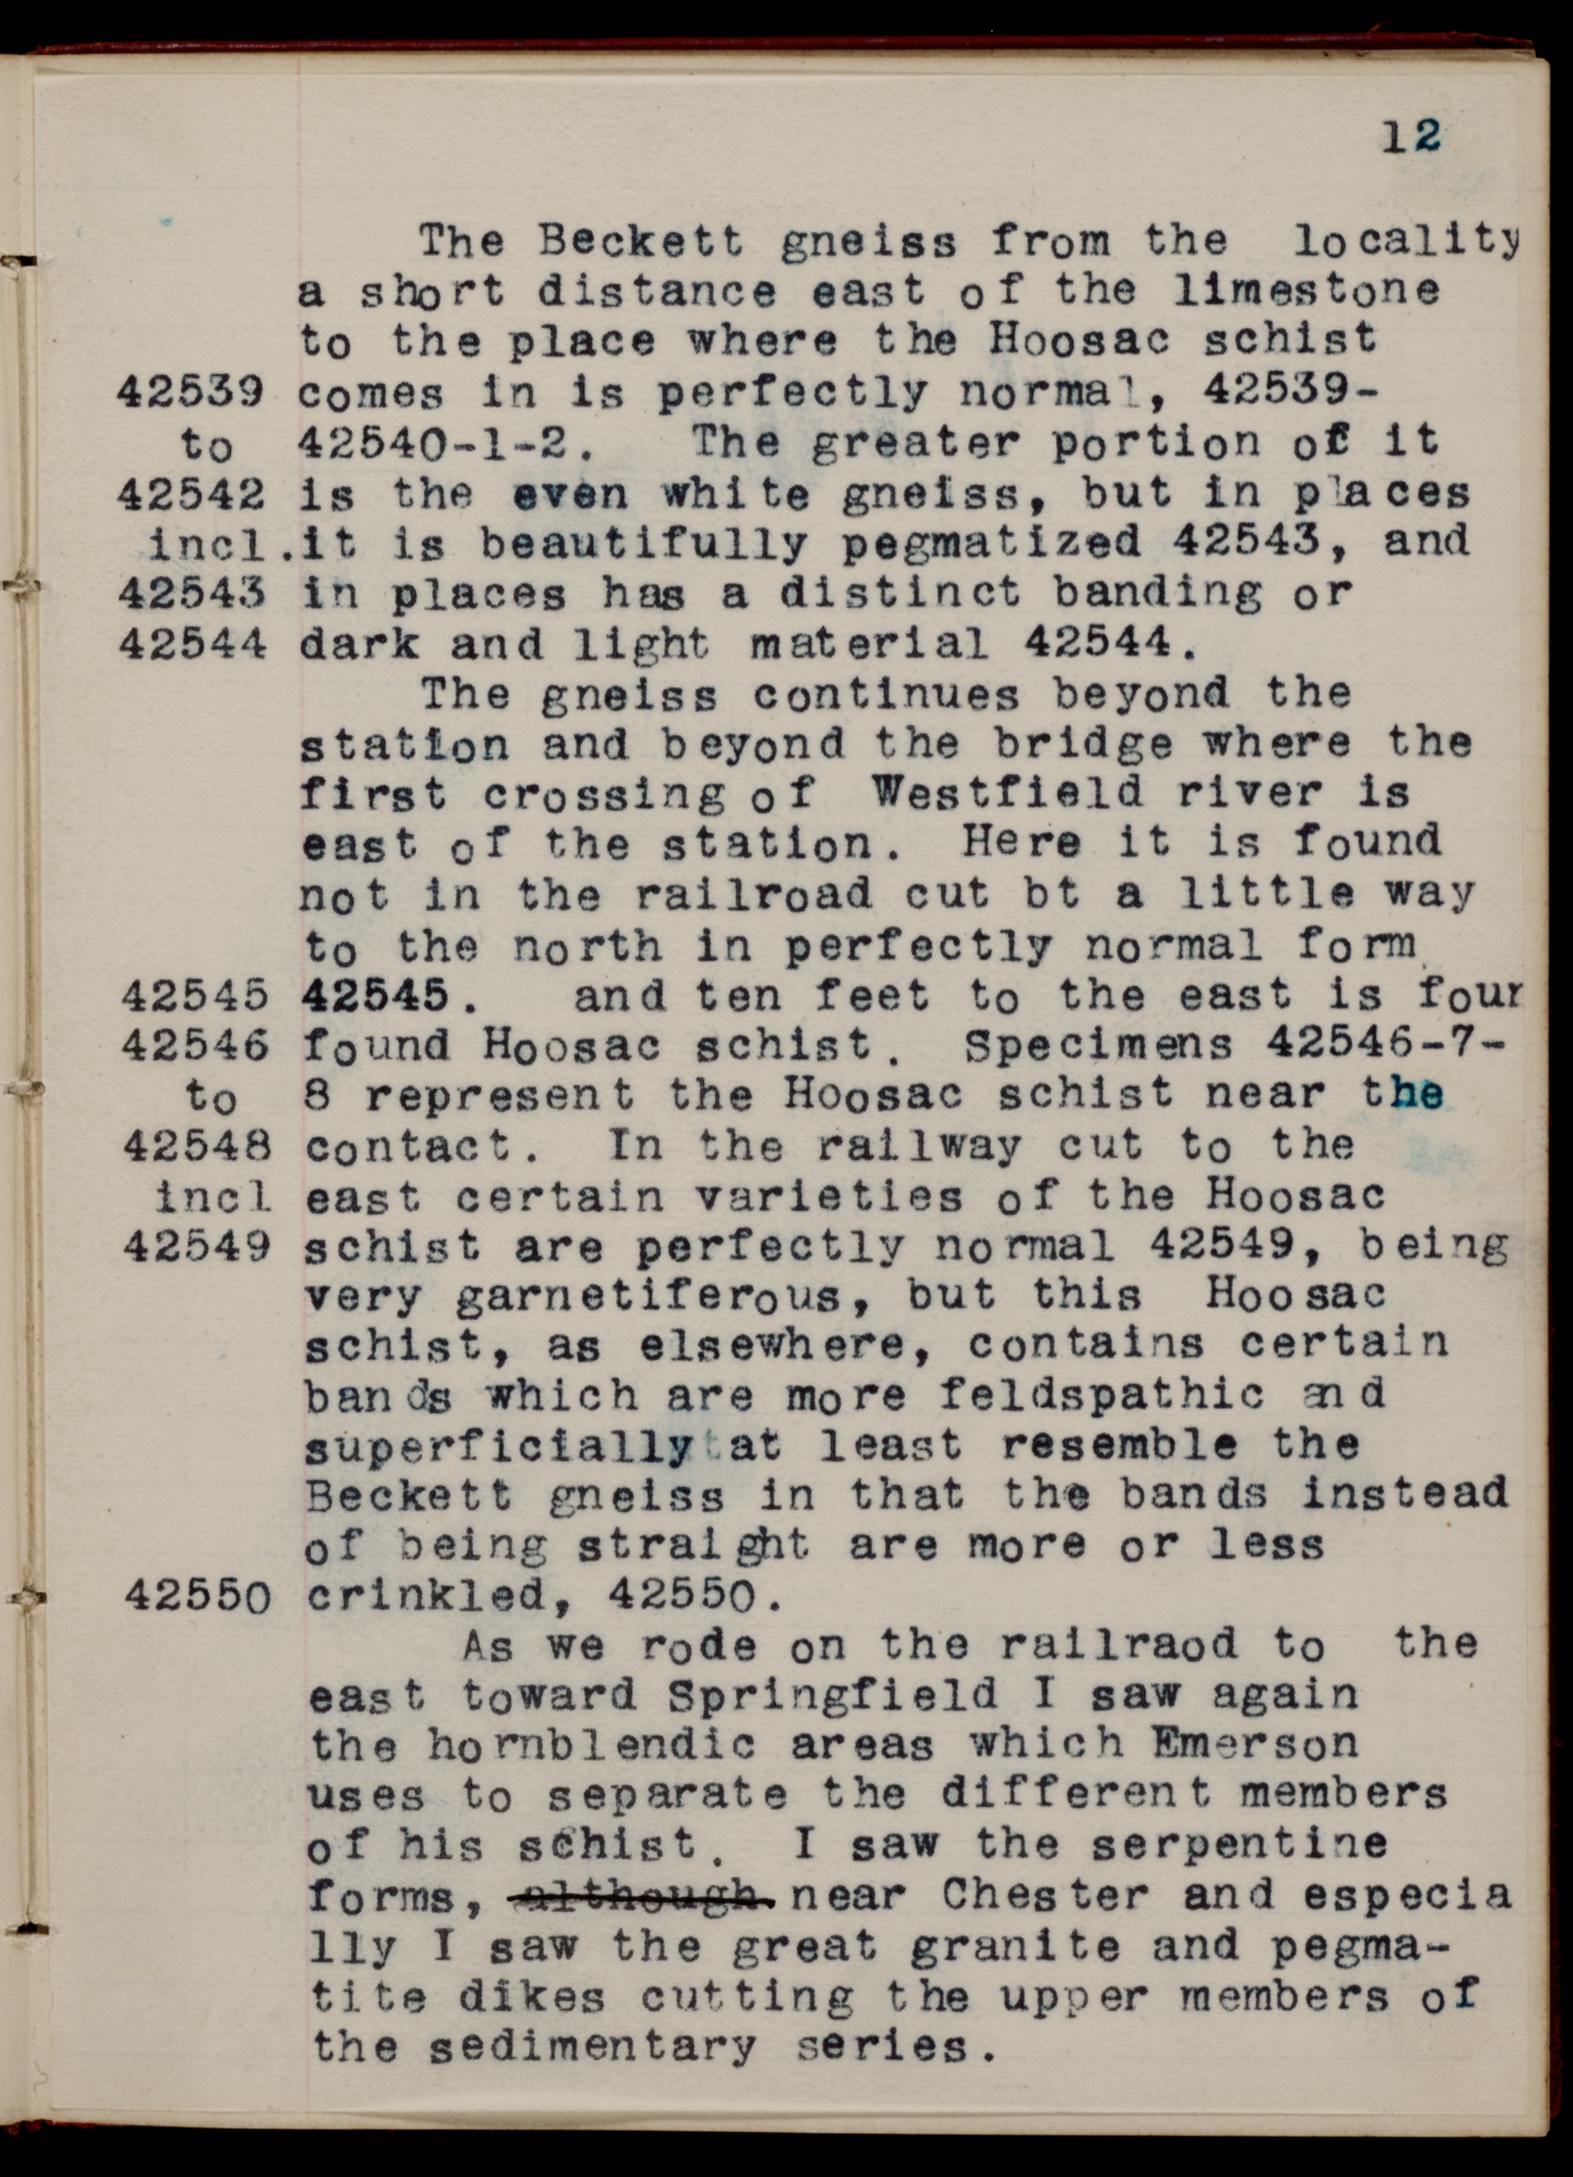 12
The Beckett gneiss from the locality
a short distance east of the limestone
to the place where the Hoosac schist
42539 comes in is perfectly normal, 42539-
to 42540-1-2. The greater portion of it
42542 is the even white gneiss, but in places
incl. it is beautifully pegmatized 42543, and
42543 in places has a distinct banding or
42544 dark and light material 42544.
The gneiss continues beyond the
station and beyond the bridge where the
first crossing of Westfield river is
east of the station. Here it is found
not in the railroad cut bt a little way
to the north in perfectly normal form
42545 42545. and ten feet to the east is four
42546 found Hoosac schist. Specimens 42546-7-
to 8 represent the Hoosac schist near the
42548 contact. In the railway cut to the
incl east certain varieties of the Hoosac
42549 schist are perfectly normal 42549, being
very garnetiferous, but this Hoosac
schist, as elsewhere, contains certain
bands which are more feldspathic and
superficially at least resemble the
Beckett gneiss in that the bands instead
of being straight are more or less
42550 crinkled, 42550.
As we rode on the railraod to the
east toward Springfield I saw again
the hornblendic areas which Emerson
uses to separate the different members
of his schist. I saw the serpentine
forms, although near Chester and especia
lly I saw the great granite and pegma-
tite dikes cutting the upper members of
the sedimentary series.